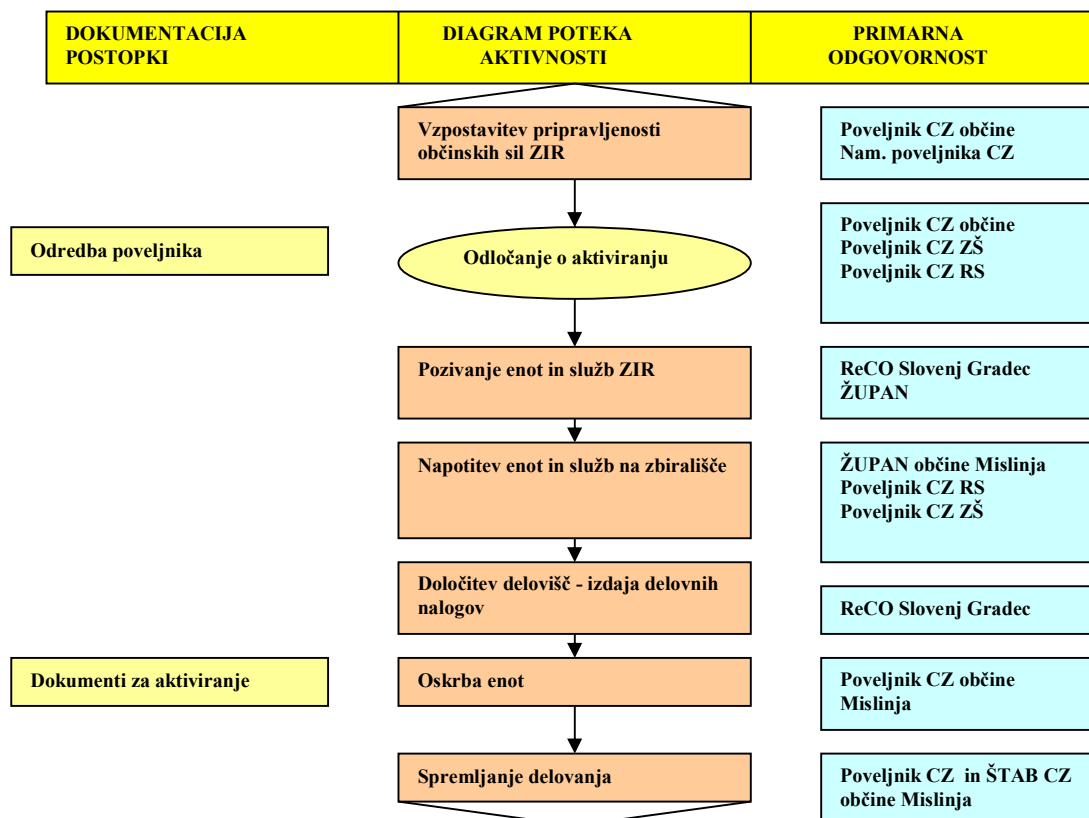 DOKUMENTACIJA
POSTOPKI
DIAGRAM POTEKA
AKTIVNOSTI
PRIMARNA
ODGOVORNOST
Vzpostavitev pripravljenosti
občinskih sil ZIR
Poveljnik CZ občine
Nam. poveljnika CZ
Odredba poveljnika
Odločanje o aktiviranju
Poveljnik CZ občine
Poveljnik CZ ZŠ
Poveljnik CZ RS
Pozivanje enot in služb ZIR
ReCO Slovenj Gradec
ŽUPAN
Napotitev enot in služb na zbirališče
ŽUPAN občine Mislinja
Poveljnik CZ RS
Poveljnik CZ ZŠ
Določitev delovišč - izdaja delovnih
nalogov
ReCO Slovenj Gradec
Dokumenti za aktiviranje
Oskrba enot
Poveljnik CZ občine
Mislinja
Spremljanje delovanja
Poveljnik CZ in ŠTAB CZ
občine Mislinja